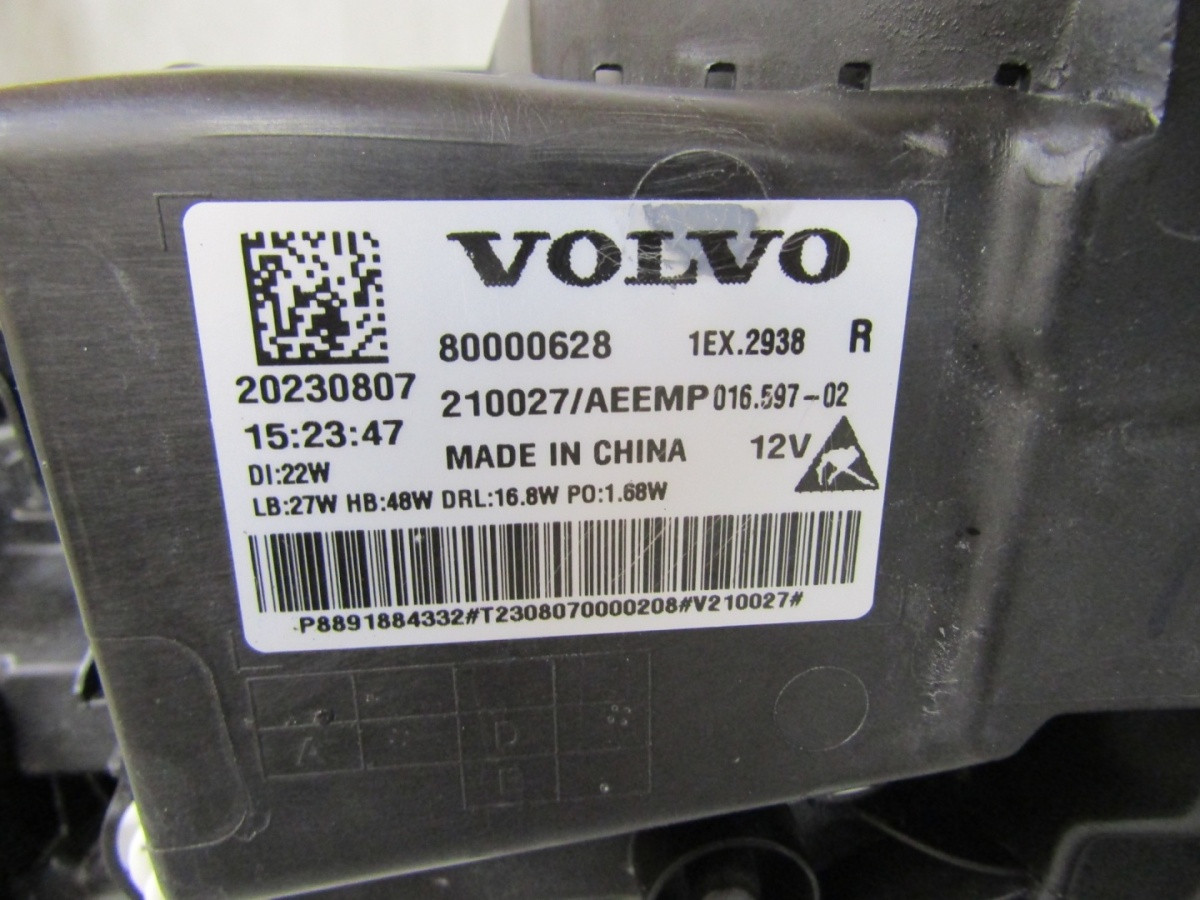 VOLVO
80000628 1EX.2938 R
20230807
210027/AEEMP 016.597-02
15:23:47
MADE IN CHINA 12V
DI:22W
LB:27W HB:48W DRL:16.8W PO:1.68W
P8891884332#T2308070000208#V210027#
A D